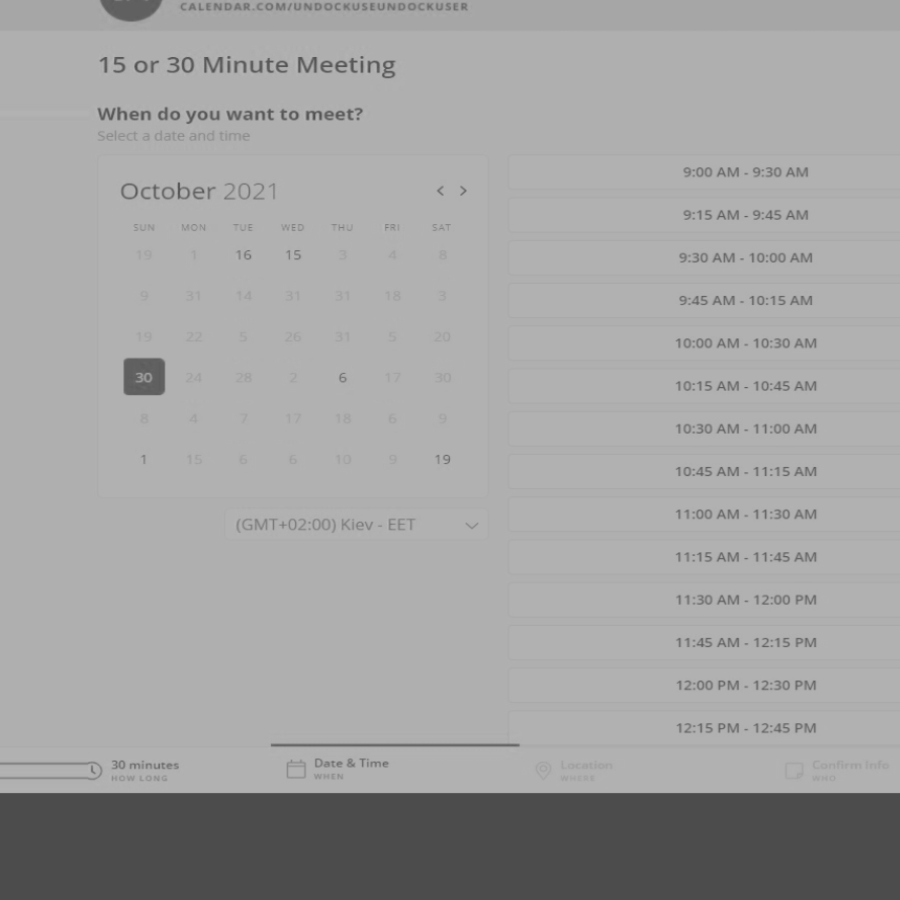 CALENDAR.COM/UNDOCKUSEUNDOCKUSER
15 or 30 Minute Meeting
When do you want to meet?
Select a date and time
October 2021
SUN MON TUE WED THU FRI SAT
19 1 16 15 3 4 8
9 31 14 31 31 18 3
19 22 5 26 31 5 20
30 24 28 2 6 17 30
8 4 7 17 18 6 9
1 15 6 6 10 9 19
(GMT+02:00) Kiev - EET
9:00 AM - 9:30 AM
9:15 AM - 9:45 AM
9:30 AM - 10:00 AM
9:45 AM - 10:15 AM
10:00 AM - 10:30 AM
10:15 AM - 10:45 AM
10:30 AM - 11:00 AM
10:45 AM - 11:15 AM
11:00 AM - 11:30 AM
11:15 AM - 11:45 AM
11:30 AM - 12:00 PM
11:45 AM - 12:15 PM
12:00 PM - 12:30 PM
12:15 PM - 12:45 PM
30 minutes
HOW LONG
Date & Time
WHEN
Location
WHERE
Confirm Info
WHO